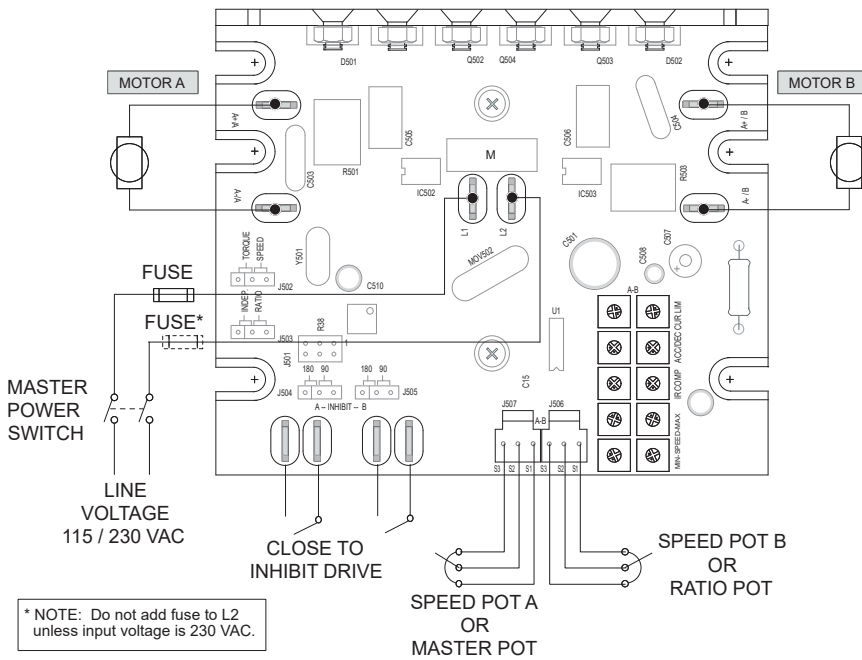 D501
Q502
Q504
Q503
D502
MOTOR A
MOTOR B
A+/A
A+/A
A+ / B
A- / B
C503
R501
C505
IC502
M
C506
IC503
C504
R503
L1
L2
TORQUE
SPEED
J502
INDEP.
RATIO
J503
Y501
C510
MOV502
C501
C508
C507
FUSE
FUSE*
R38
J501
1
U1
C15
A-B
CUR LIM
ACC/DEC
IRCOMP
MIN-SPEED-MAX
180 90
J504
180 90
J505
A – INHIBIT – B
J507
J506
A-B
S3 S2 S1
S3 S2 S1
MASTER
POWER
SWITCH
LINE
VOLTAGE
115 / 230 VAC
CLOSE TO
INHIBIT DRIVE
SPEED POT A
OR
MASTER POT
SPEED POT B
OR
RATIO POT
* NOTE: Do not add fuse to L2
unless input voltage is 230 VAC.